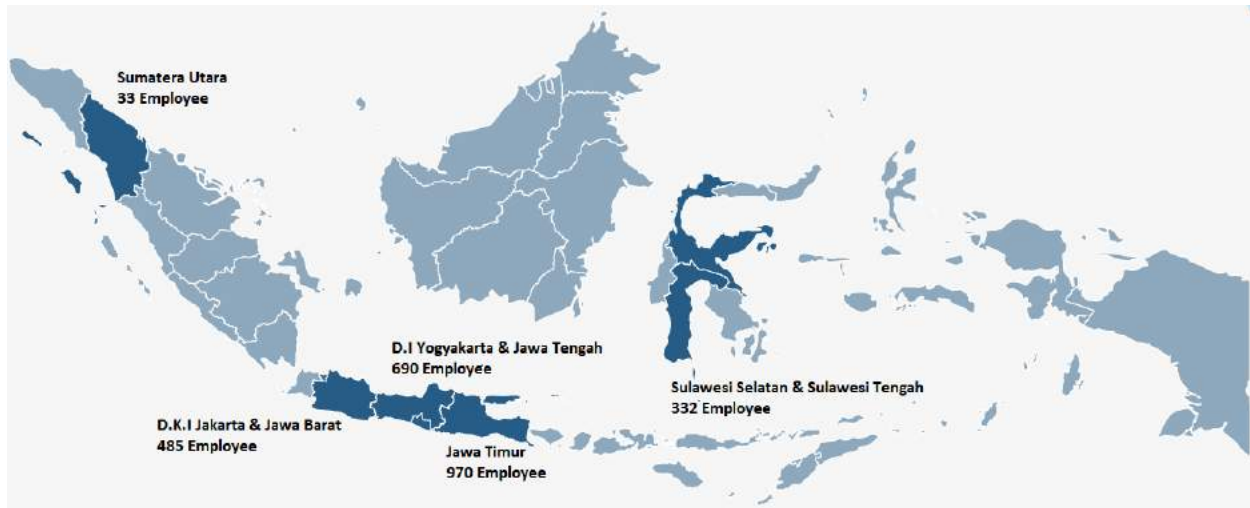 Sumatera Utara
33 Employee
D.I Yogyakarta & Jawa Tengah
690 Employee
Sulawesi Selatan & Sulawesi Tengah
332 Employee
D.K.I Jakarta & Jawa Barat
485 Employee
Jawa Timur
970 Employee